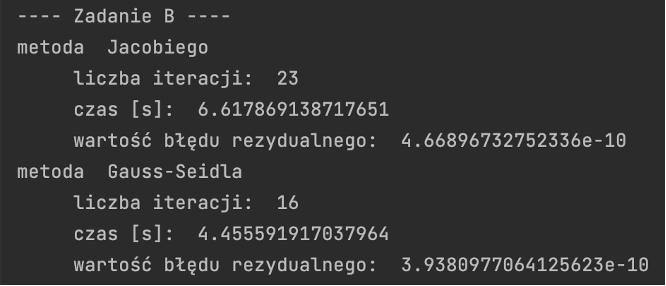 ---- Zadanie B ----
metoda  Jacobiego
     liczba iteracji:  23
     czas [s]:  6.617869138717651
     wartość błędu rezydualnego:  4.66896732752336e-10
metoda  Gauss-Seidla
     liczba iteracji:  16
     czas [s]:  4.455591917037964
     wartość błędu rezydualnego:  3.9380977064125623e-10